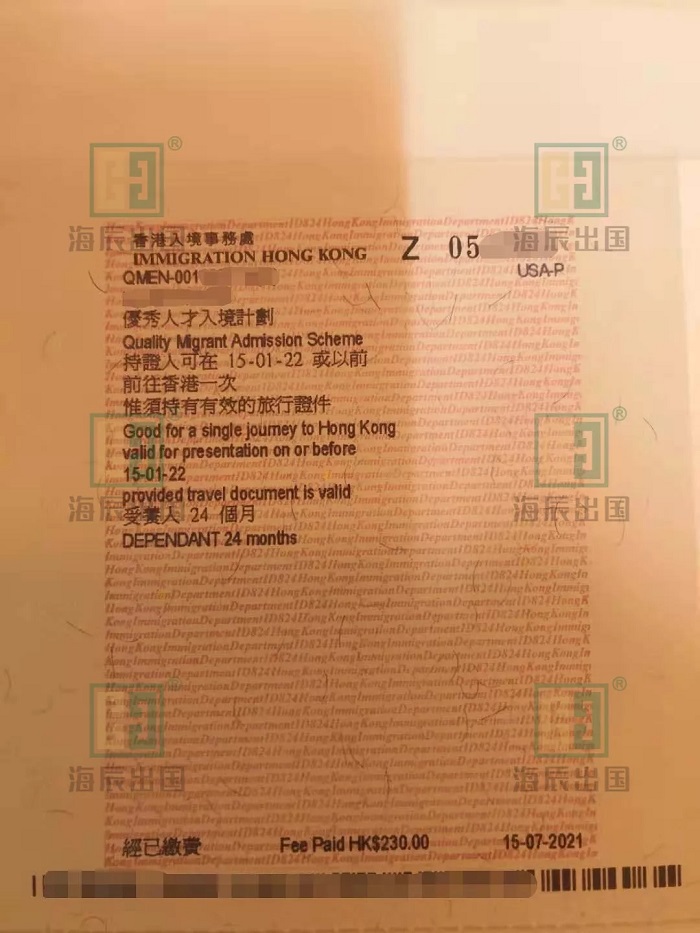 香港入境事務處
IMMIGRATION HONG KONG
Z 05
QMEN-001
USA-P
優秀人才入境計劃
Quality Migrant Admission Scheme
持證人可在 15-01-22 或以前
前往香港一次
惟須持有有效的旅行證件
Good for a single journey to Hong Kong
valid for presentation on or before
15-01-22
provided travel document is valid
受養人 24 個月
DEPENDANT 24 months
經已繳費 Fee Paid HK$230.00 15-07-2021
海辰出国 ® 海辰出国 ®
海辰出国 ® 海辰出国 ®
海辰出国 ® 海辰出国 ®